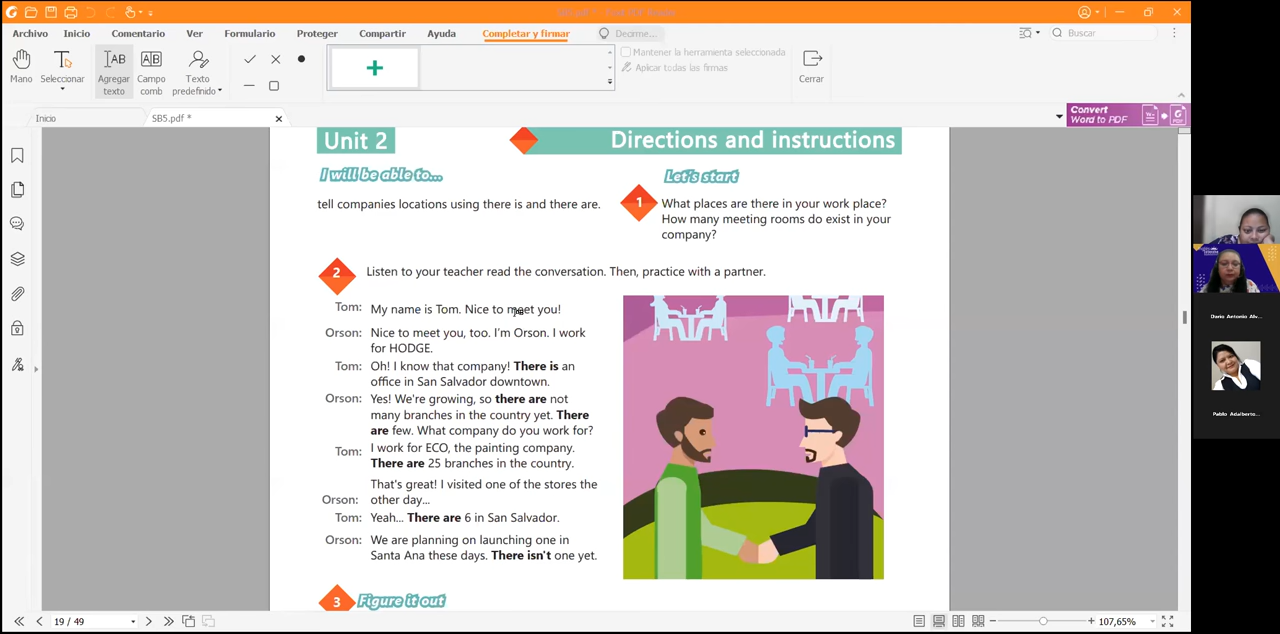 Archivo Inicio Comentario Ver Formulario Proteger Compartir Ayuda Completar y firmar Decirme... Buscar
Mano Seleccionar Agregar texto Campo comb Texto predefinido
Mantener la herramienta seleccionada
Aplicar todas las firmas
Cerrar
Inicio SB5.pdf *
Convert
Word to PDF
Unit 2 Directions and instructions
I will be able to...
tell companies locations using there is and there are.
Let's start
1 What places are there in your work place?
How many meeting rooms do exist in your
company?
2 Listen to your teacher read the conversation. Then, practice with a partner.
Tom: My name is Tom. Nice to meet you!
Orson: Nice to meet you, too. I'm Orson. I work
for HODGE.
Tom: Oh! I know that company! There is an
office in San Salvador downtown.
Orson: Yes! We're growing, so there are not
many branches in the country yet. There
are few. What company do you work for?
Tom: I work for ECO, the painting company.
There are 25 branches in the country.
That's great! I visited one of the stores the
Orson: other day...
Tom: Yeah... There are 6 in San Salvador.
Orson: We are planning on launching one in
Santa Ana these days. There isn't one yet.
3 Figure it out
19 / 49 107,65%
Dario Antonio Alv...
Pablo Adalberto...